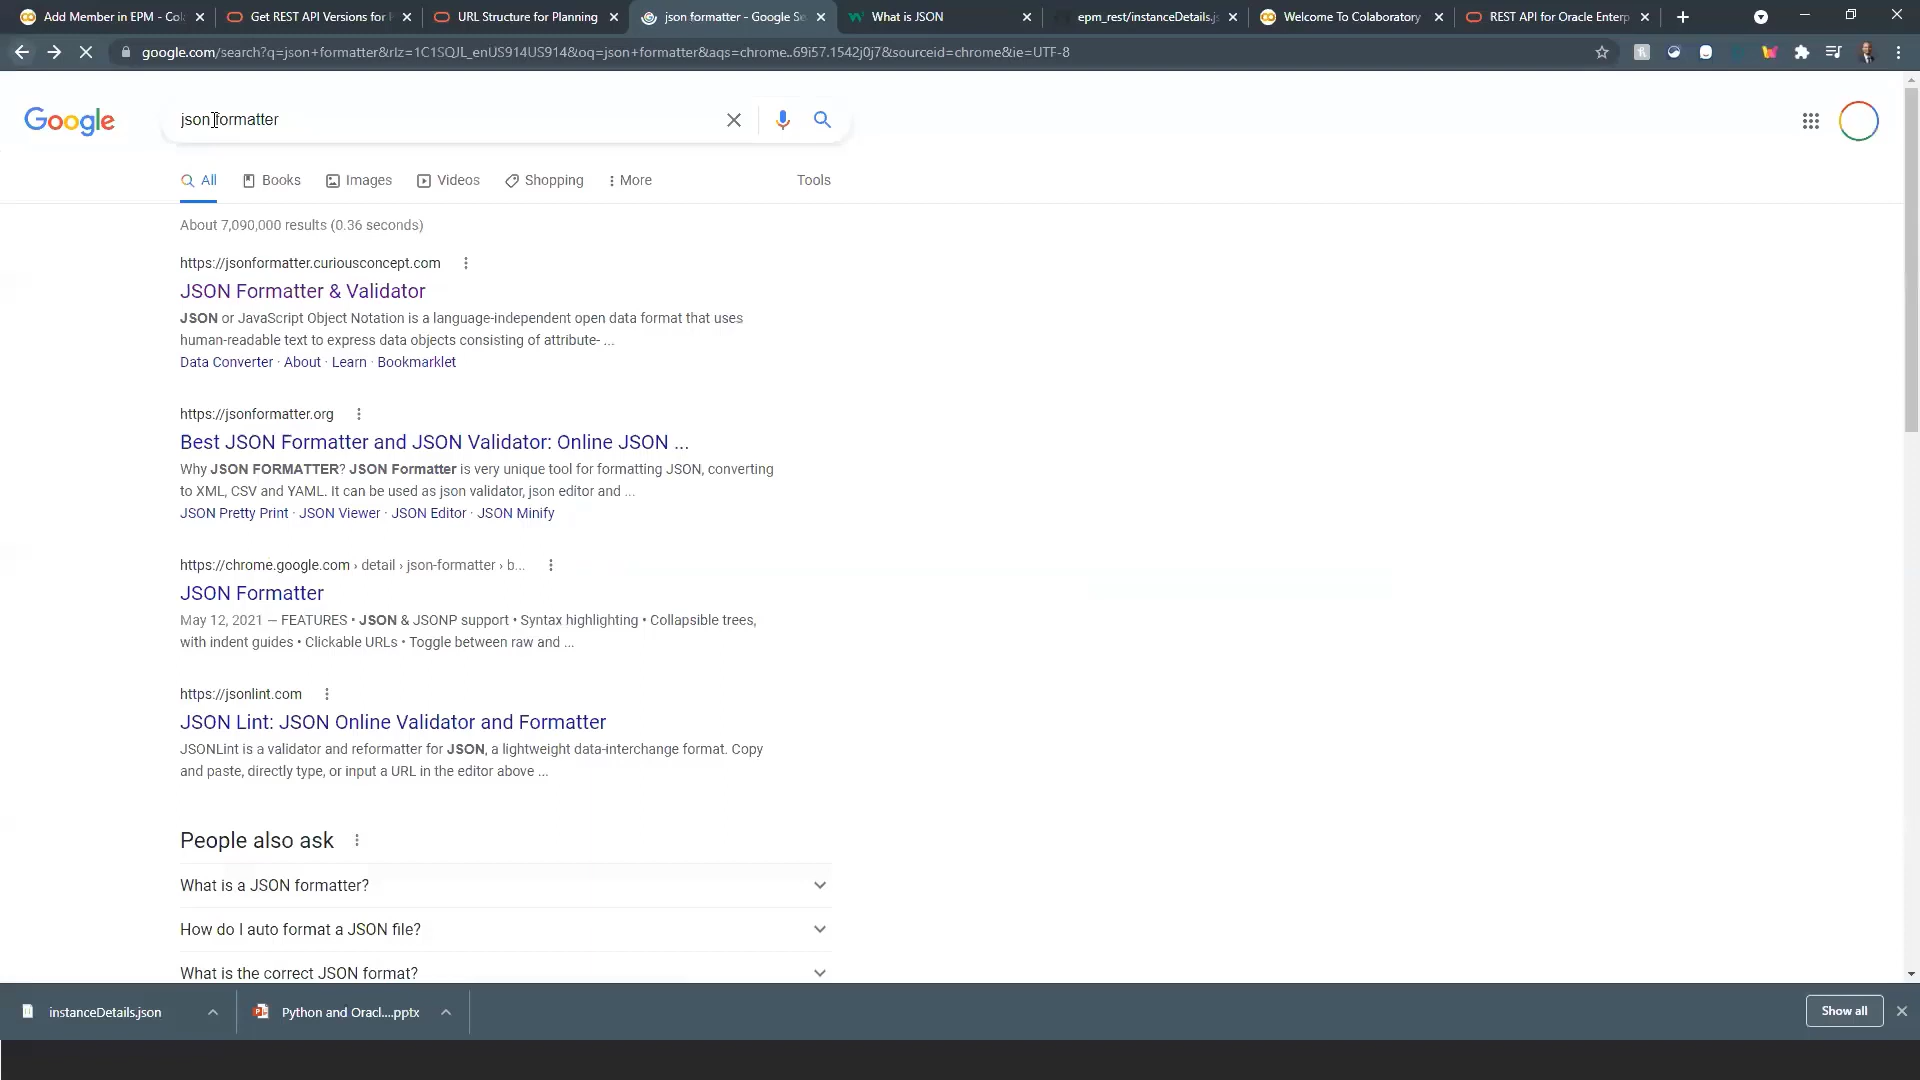 Add Member in EPM - Col
Get REST API Versions for
URL Structure for Planning
json formatter - Google Se
What is JSON
epm_rest/instanceDetails.js
Welcome To Colaboratory
REST API for Oracle Enterp
google.com/search?q=json+formatter&rlz=1C1SQJL_enUS914US914&oq=json+formatter&aqs=chrome..69i57.1542j0j7&sourceid=chrome&ie=UTF-8
Google
json formatter
All
Books
Images
Videos
Shopping
More
Tools
About 7,090,000 results (0.36 seconds)
https://jsonformatter.curiousconcept.com
JSON Formatter & Validator
JSON or JavaScript Object Notation is a language-independent open data format that uses
human-readable text to express data objects consisting of attribute- ...
Data Converter · About · Learn · Bookmarklet
https://jsonformatter.org
Best JSON Formatter and JSON Validator: Online JSON ...
Why JSON FORMATTER? JSON Formatter is very unique tool for formatting JSON, converting
to XML, CSV and YAML. It can be used as json validator, json editor and ...
JSON Pretty Print · JSON Viewer · JSON Editor · JSON Minify
https://chrome.google.com › detail › json-formatter › b...
JSON Formatter
May 12, 2021 — FEATURES • JSON & JSONP support • Syntax highlighting • Collapsible trees,
with indent guides • Clickable URLs • Toggle between raw and ...
https://jsonlint.com
JSON Lint: JSON Online Validator and Formatter
JSONLint is a validator and reformatter for JSON, a lightweight data-interchange format. Copy
and paste, directly type, or input a URL in the editor above ...
People also ask
What is a JSON formatter?
How do I auto format a JSON file?
What is the correct JSON format?
instanceDetails.json
Python and Oracl....pptx
Show all